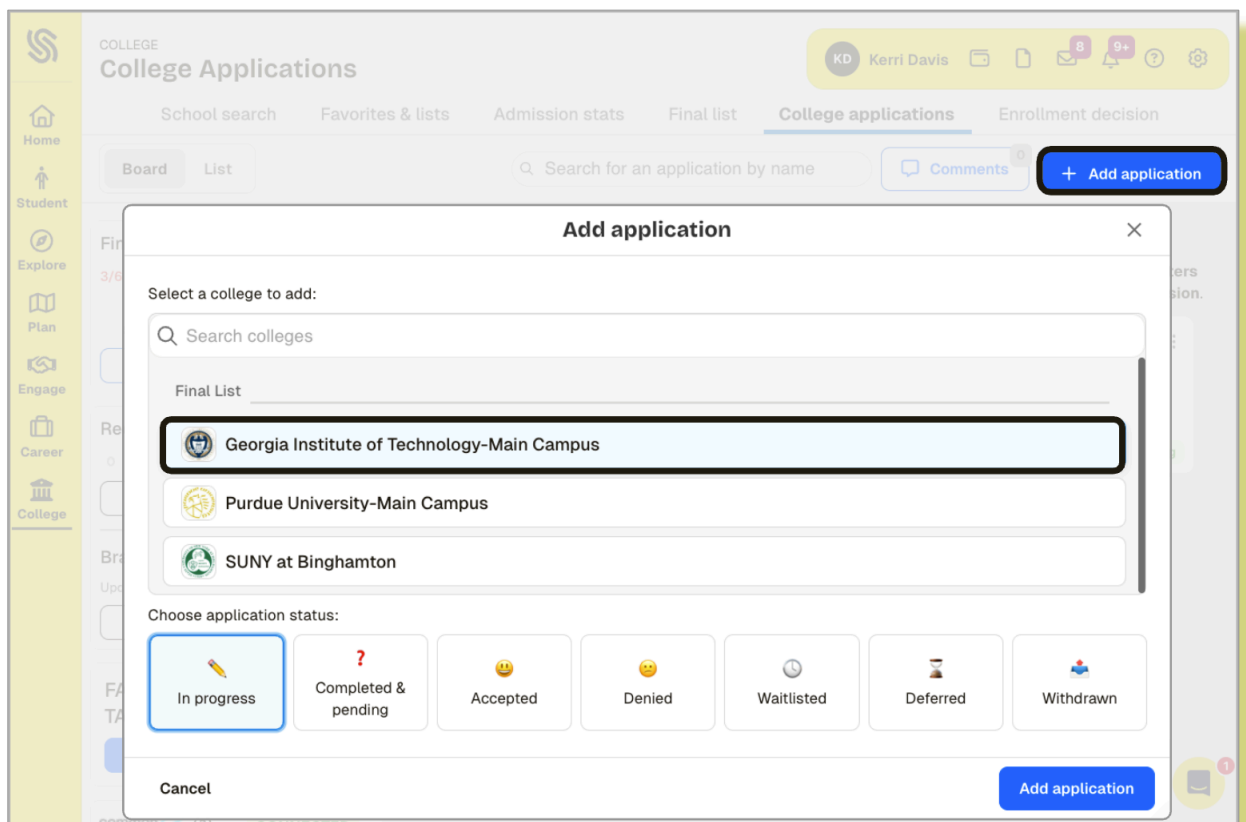 COLLEGE
College Applications
KD
Kerri Davis
8
9+
School search
Favorites & lists
Admission stats
Final list
College applications
Enrollment decision
Home
Student
Explore
Plan
Engage
Career
College
Board
List
Search for an application by name
Comments
0
+ Add application
Add application
3/6
Select a college to add:
Search colleges
Final List
Georgia Institute of Technology-Main Campus
Purdue University-Main Campus
SUNY at Binghamton
Choose application status:
In progress
Completed &
pending
Accepted
Denied
Waitlisted
Deferred
Withdrawn
Cancel
Add application
1